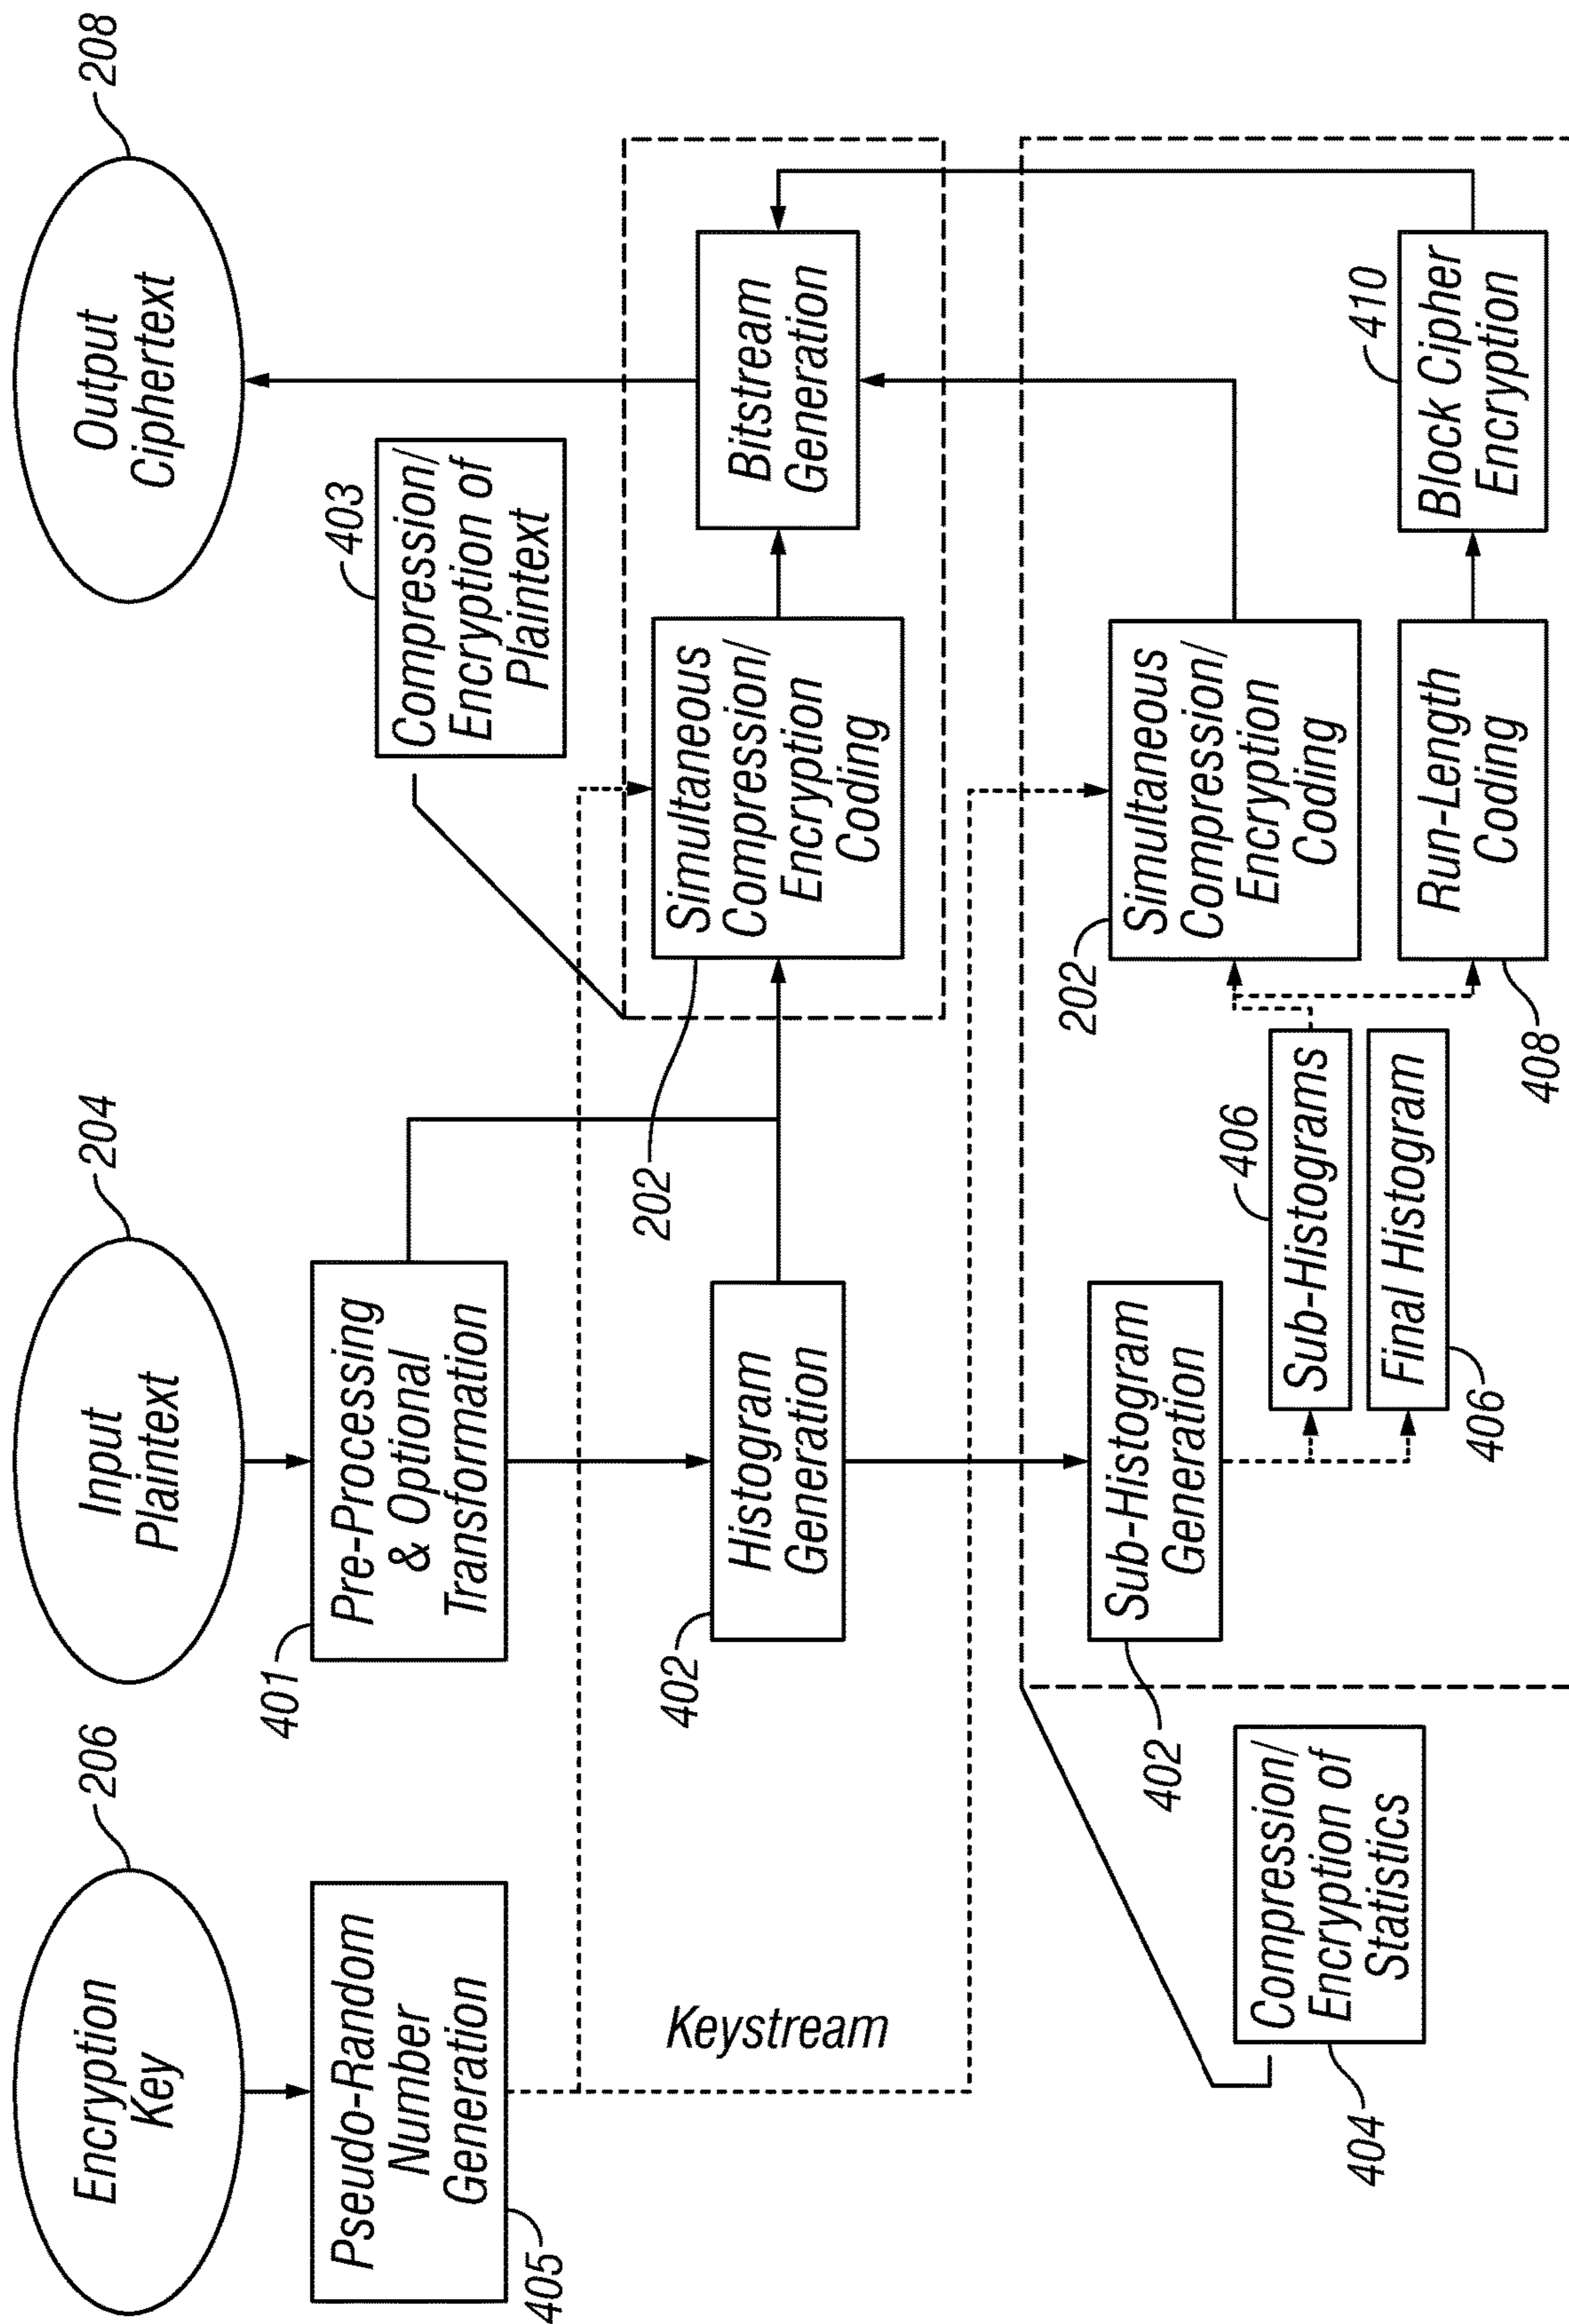 Encryption
Key
206
Input
Plaintext
204
Output
Ciphertext
208
Pseudo-Random
Number
Generation
405
Pre-Processing
& Optional
Transformation
401
403
Compression/
Encryption of
Plaintext
Keystream
Histogram
Generation
402
202
Simultaneous
Compression/
Encryption
Coding
Bitstream
Generation
Compression/
Encryption of
Statistics
404
Sub-Histogram
Generation
402
406
Sub-Histograms
Final Histogram
406
202
Simultaneous
Compression/
Encryption
Coding
Run-Length
Coding
408
410
Block Cipher
Encryption